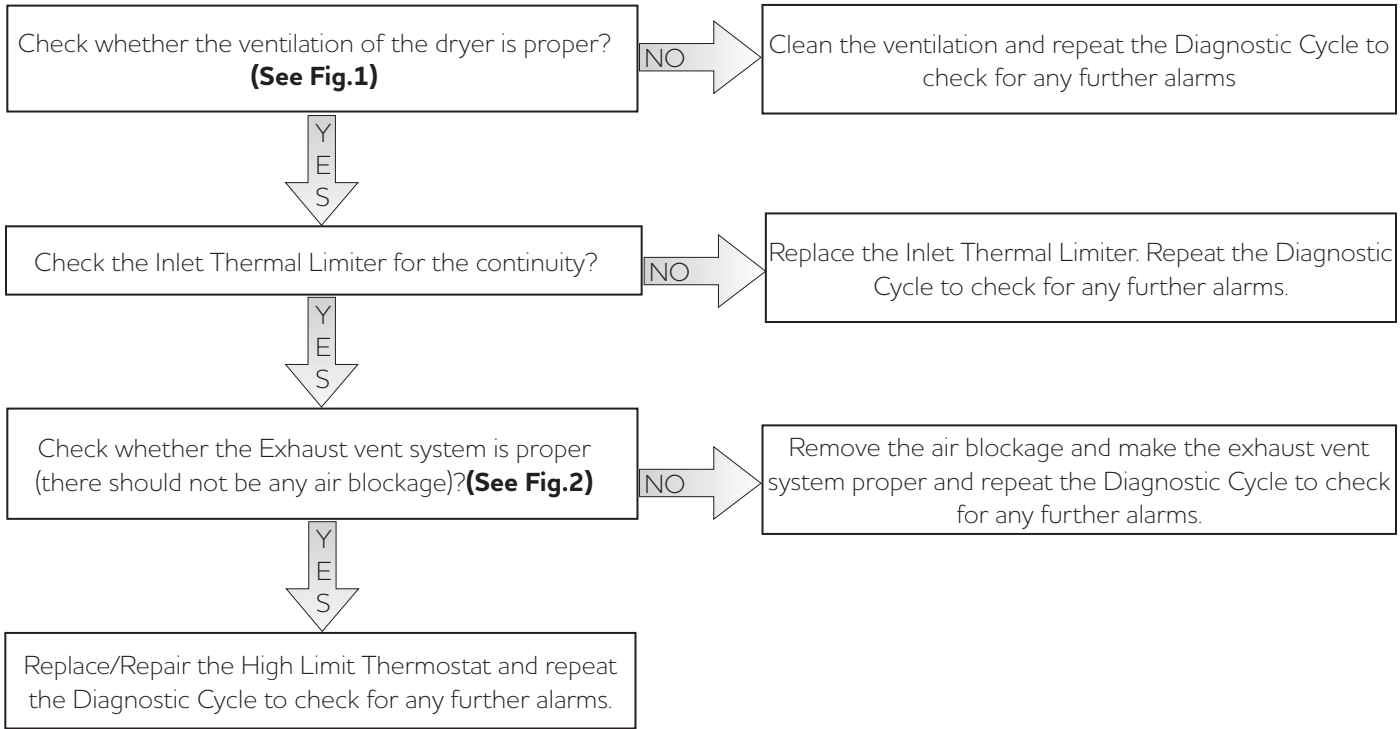 Check whether the ventilation of the dryer is proper?
(See Fig.1)
NO
Clean the ventilation and repeat the Diagnostic Cycle to
check for any further alarms
YES
Check the Inlet Thermal Limiter for the continuity?
NO
Replace the Inlet Thermal Limiter. Repeat the Diagnostic
Cycle to check for any further alarms.
YES
Check whether the Exhaust vent system is proper
(there should not be any air blockage)?(See Fig.2)
NO
Remove the air blockage and make the exhaust vent
system proper and repeat the Diagnostic Cycle to check
for any further alarms.
YES
Replace/Repair the High Limit Thermostat and repeat
the Diagnostic Cycle to check for any further alarms.